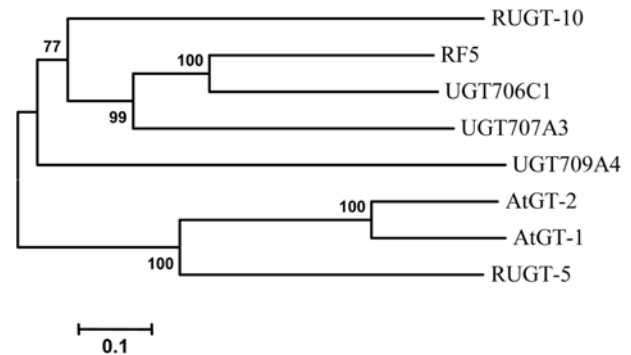 RUGT-10
77
RF5
100
UGT706C1
99
UGT707A3
UGT709A4
AtGT-2
100
AtGT-1
100
RUGT-5
0.1